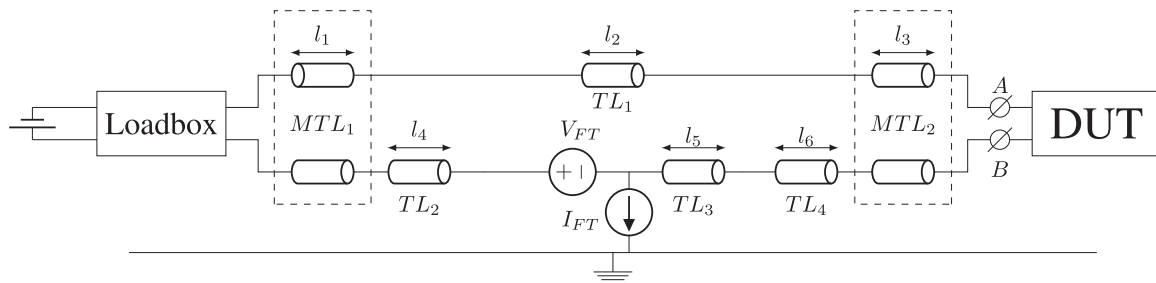 l1 l2 l3
A
Loadbox
MTL1
TL1
MTL2
DUT
l4 VFT l5 l6
B
TL2
IFT
TL3 TL4
+ −